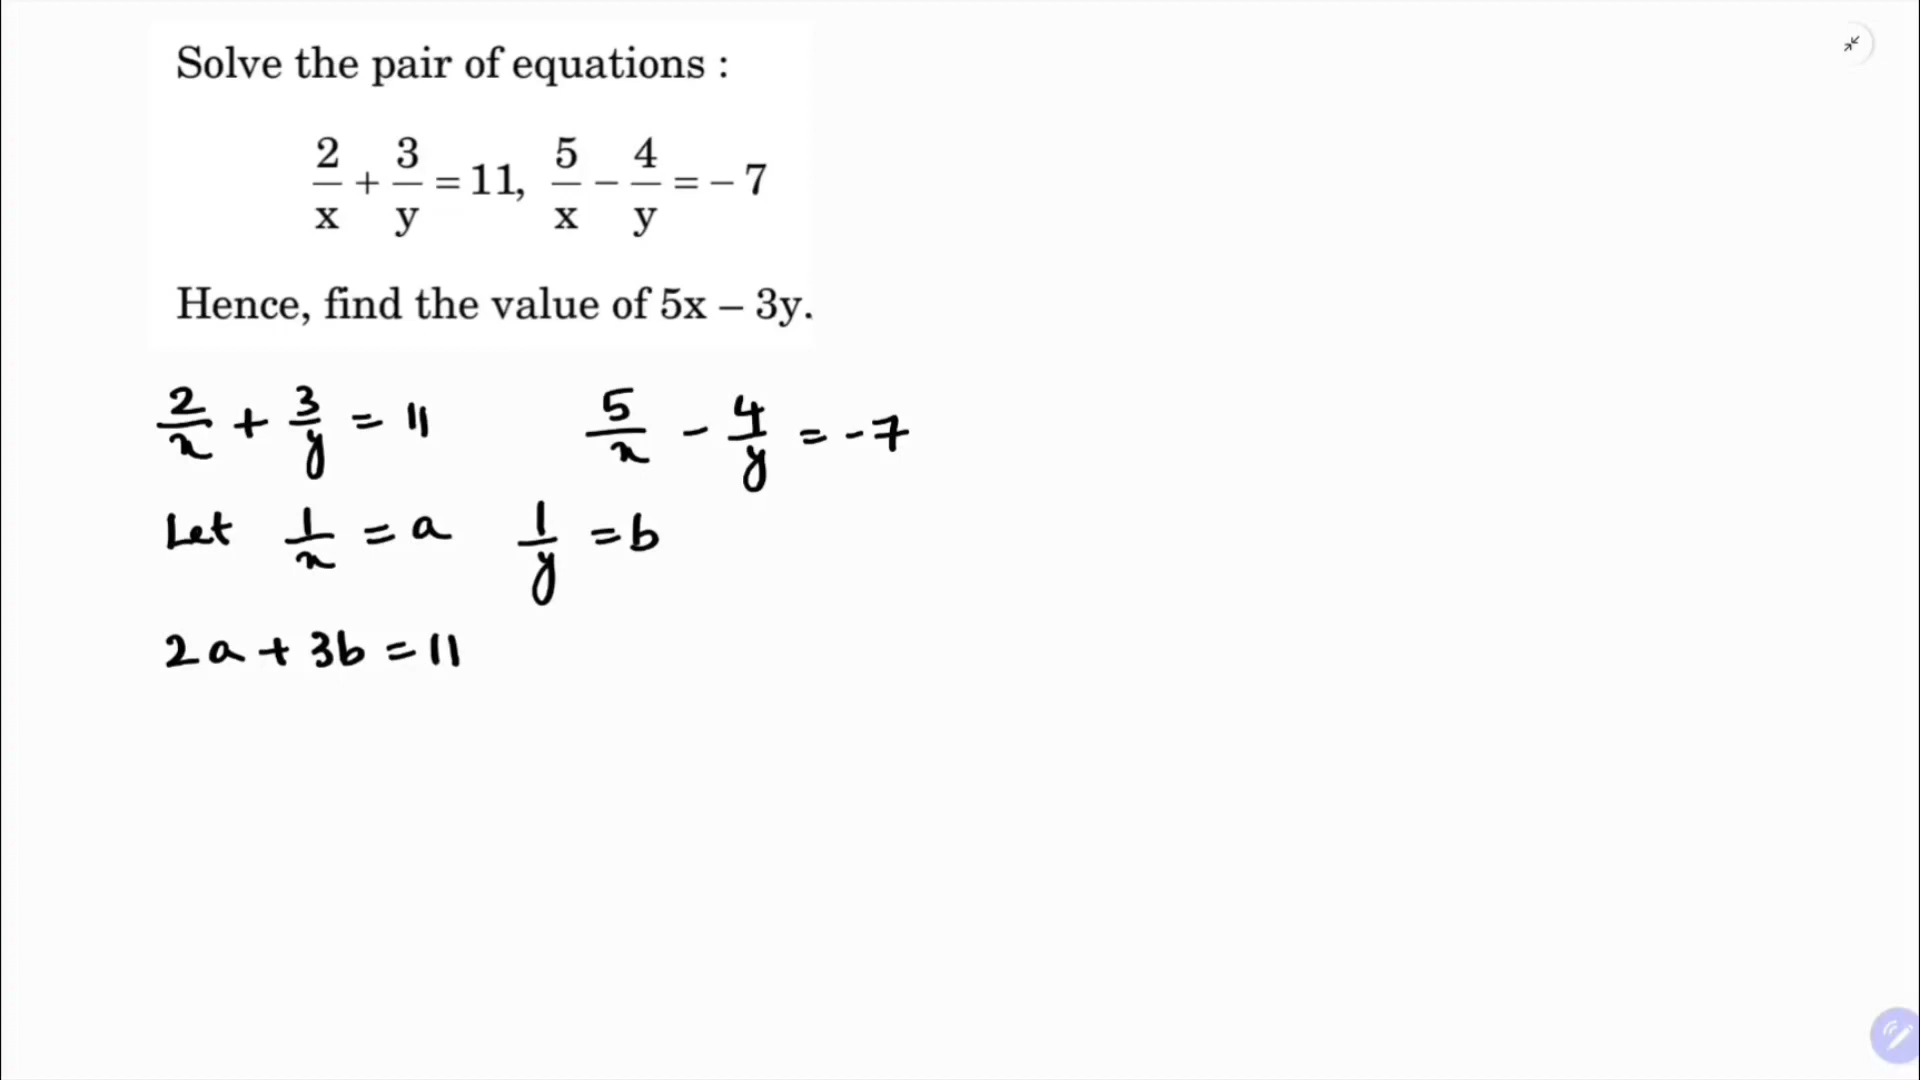 Solve the pair of equations :
2/x + 3/y = 11, 5/x − 4/y = − 7
Hence, find the value of 5x – 3y.
2/x + 3/y = 11 5/x - 4/y = -7
Let 1/x = a 1/y = b
2a + 3b = 11